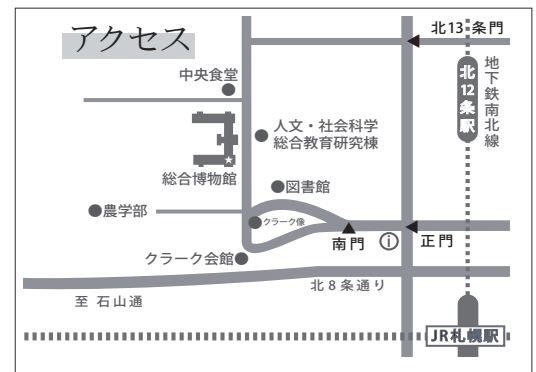 アクセス
北13条門
中央食堂
北12条駅
地下鉄南北線
人文・社会科学
総合教育研究棟
総合博物館
図書館
農学部
クラーク像
南門
i
正門
クラーク会館
北8条通り
至 石山通
JR札幌駅